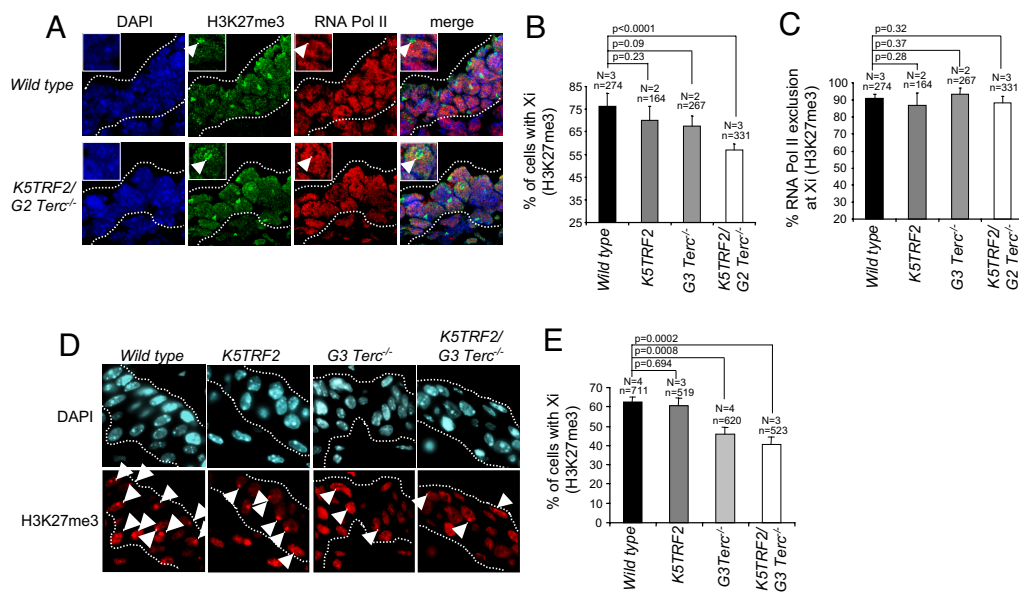 A
DAPI
H3K27me3
RNA Pol II
merge
Wild type
K5TRF2/
G2 Terc-/-
B
p<0.0001
p=0.09
p=0.23
N=3
n=274
N=2
n=164
N=2
n=267
N=3
n=331
% of cells with Xi
(H3K27me3)
85
75
65
55
45
35
25
Wild type
K5TRF2
G3 Terc-/-
K5TRF2/
G2 Terc-/-
C
p=0.32
p=0.37
p=0.28
N=3
n=274
N=2
n=164
N=2
n=267
N=3
n=331
% RNA Pol II exclusion
at Xi (H3K27me3)
100
90
80
70
60
50
40
30
20
Wild type
K5TRF2
G3 Terc-/-
K5TRF2/
G2 Terc-/-
D
Wild type
K5TRF2
G3 Terc-/-
K5TRF2/
G3 Terc-/-
DAPI
H3K27me3
E
p=0.0002
p=0.0008
p=0.694
N=4
n=711
N=3
n=519
N=4
n=620
N=3
n=523
% of cells with Xi
(H3K27me3)
70
60
50
40
30
20
10
0
Wild type
K5TRF2
G3Terc-/-
K5TRF2/
G3 Terc-/-